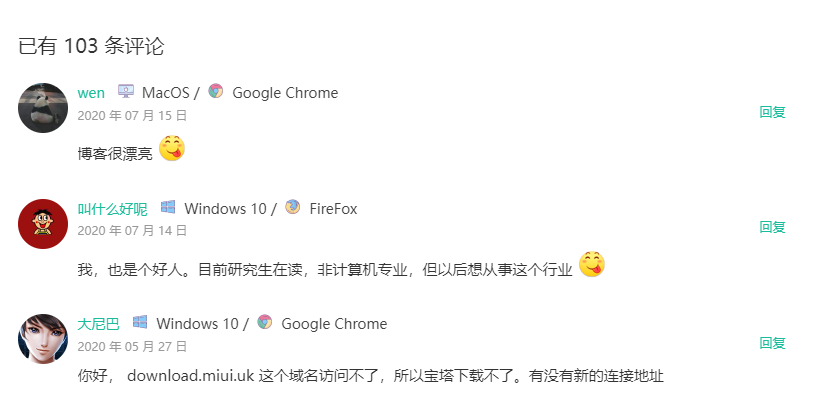 已有 103 条评论
wen MacOS / Google Chrome
2020 年 07 月 15 日
回复
博客很漂亮
叫什么好呢 Windows 10 / FireFox
2020 年 07 月 14 日
回复
我，也是个好人。目前研究生在读，非计算机专业，但以后想从事这个行业
大尼巴 Windows 10 / Google Chrome
2020 年 05 月 27 日
回复
你好， download.miui.uk 这个域名访问不了，所以宝塔下载不了。有没有新的连接地址